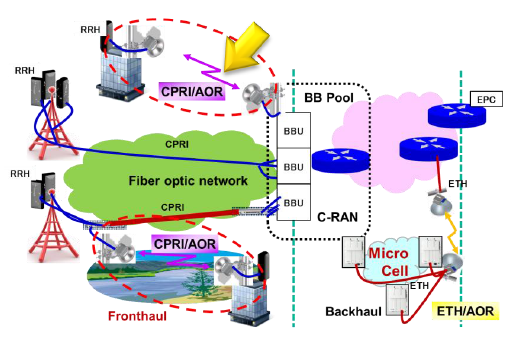 RRH
RRH
CPRI/AOR
BB Pool
EPC
BBU
CPRI
BBU
Fiber optic network
RRH
ETH
CPRI
BBU
C-RAN
CPRI/AOR
Micro
Cell
ETH
Fronthaul
Backhaul
ETH/AOR